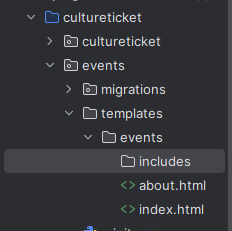 cultureticket
cultureticket
events
migrations
templates
events
includes
about.html
index.html